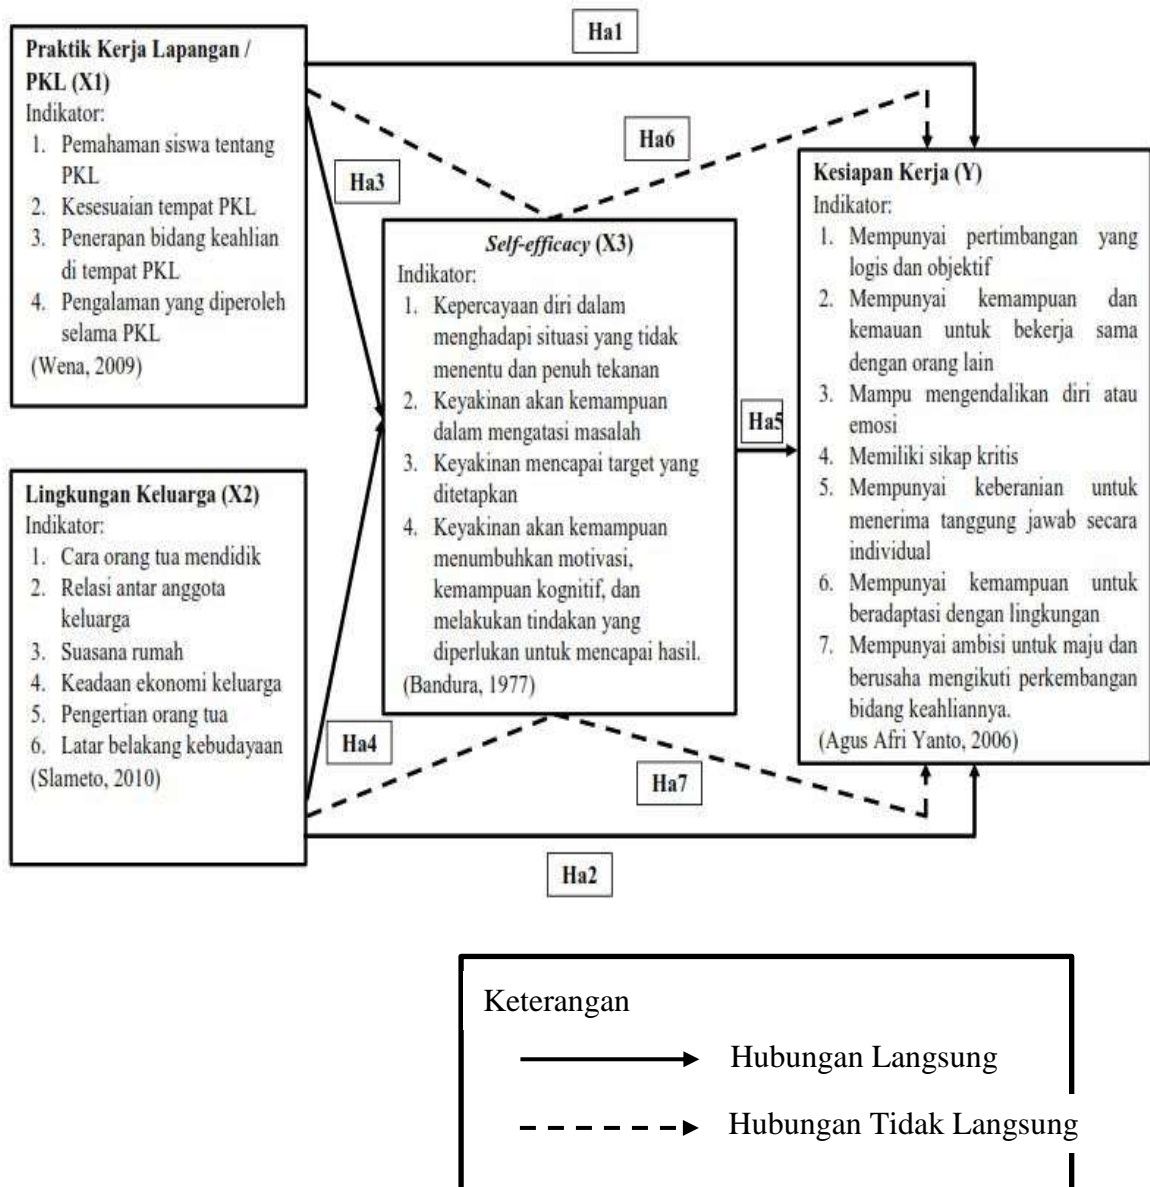 Ha1
Praktik Kerja Lapangan /
PKL (X1)
Indikator:
1. Pemahaman siswa tentang
PKL
2. Kesesuaian tempat PKL
3. Penerapan bidang keahlian
di tempat PKL
4. Pengalaman yang diperoleh
selama PKL
(Wena, 2009)
Ha3
Ha6
Lingkungan Keluarga (X2)
Indikator:
1. Cara orang tua mendidik
2. Relasi antar anggota
keluarga
3. Suasana rumah
4. Keadaan ekonomi keluarga
5. Pengertian orang tua
6. Latar belakang kebudayaan
(Slameto, 2010)
Ha4
Self-efficacy (X3)
Indikator:
1. Kepercayaan diri dalam
menghadapi situasi yang tidak
menentu dan penuh tekanan
2. Keyakinan akan kemampuan
dalam mengatasi masalah
3. Keyakinan mencapai target yang
ditetapkan
4. Keyakinan akan kemampuan
menumbuhkan motivasi,
kemampuan kognitif, dan
melakukan tindakan yang
diperlukan untuk mencapai hasil.
(Bandura, 1977)
Ha5
Ha7
Kesiapan Kerja (Y)
Indikator:
1. Mempunyai pertimbangan yang
logis dan objektif
2. Mempunyai kemampuan dan
kemauan untuk bekerja sama
dengan orang lain
3. Mampu mengendalikan diri atau
emosi
4. Memiliki sikap kritis
5. Mempunyai keberanian untuk
menerima tanggung jawab secara
individual
6. Mempunyai kemampuan untuk
beradaptasi dengan lingkungan
7. Mempunyai ambisi untuk maju dan
berusaha mengikuti perkembangan
bidang keahliannya.
(Agus Afri Yanto, 2006)
Ha2
Keterangan
Hubungan Langsung
Hubungan Tidak Langsung